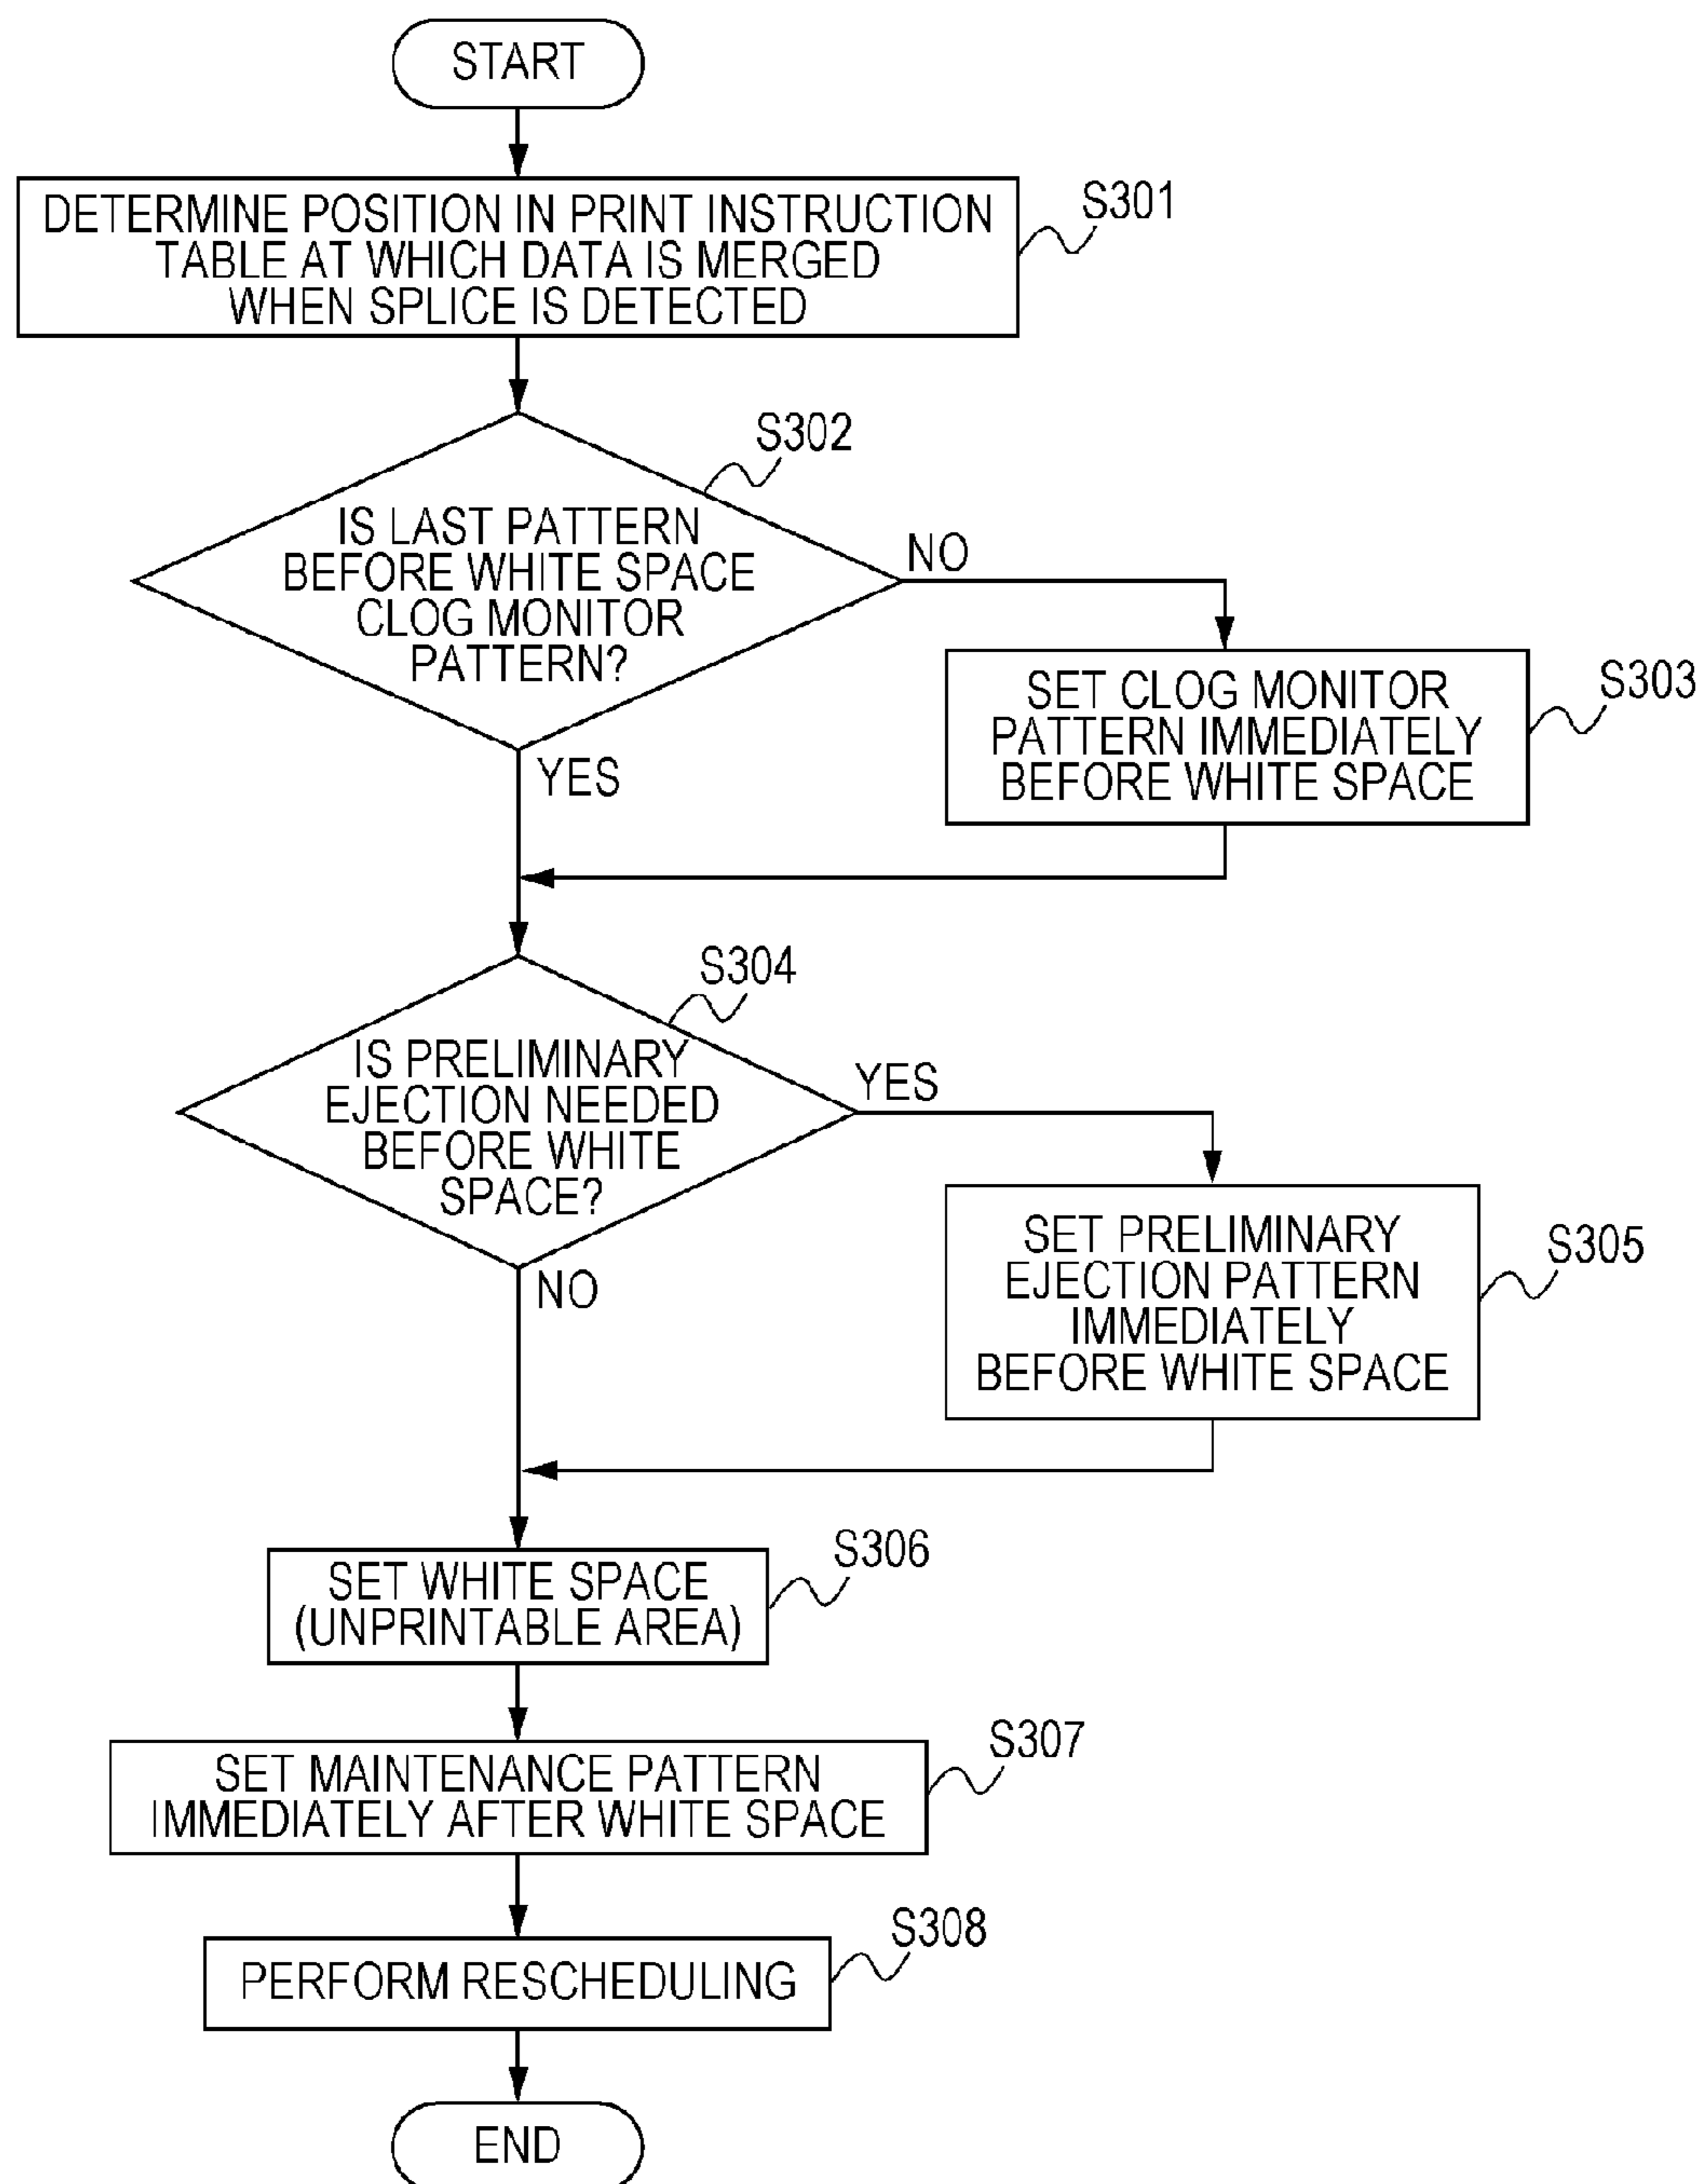 START
DETERMINE POSITION IN PRINT INSTRUCTION
TABLE AT WHICH DATA IS MERGED
WHEN SPLICE IS DETECTED
S301
S302
IS LAST PATTERN
BEFORE WHITE SPACE
CLOG MONITOR
PATTERN?
NO
YES
SET CLOG MONITOR
PATTERN IMMEDIATELY
BEFORE WHITE SPACE
S303
S304
IS PRELIMINARY
EJECTION NEEDED
BEFORE WHITE
SPACE?
YES
NO
SET PRELIMINARY
EJECTION PATTERN
IMMEDIATELY
BEFORE WHITE SPACE
S305
SET WHITE SPACE
(UNPRINTABLE AREA)
S306
SET MAINTENANCE PATTERN
IMMEDIATELY AFTER WHITE SPACE
S307
PERFORM RESCHEDULING
S308
END